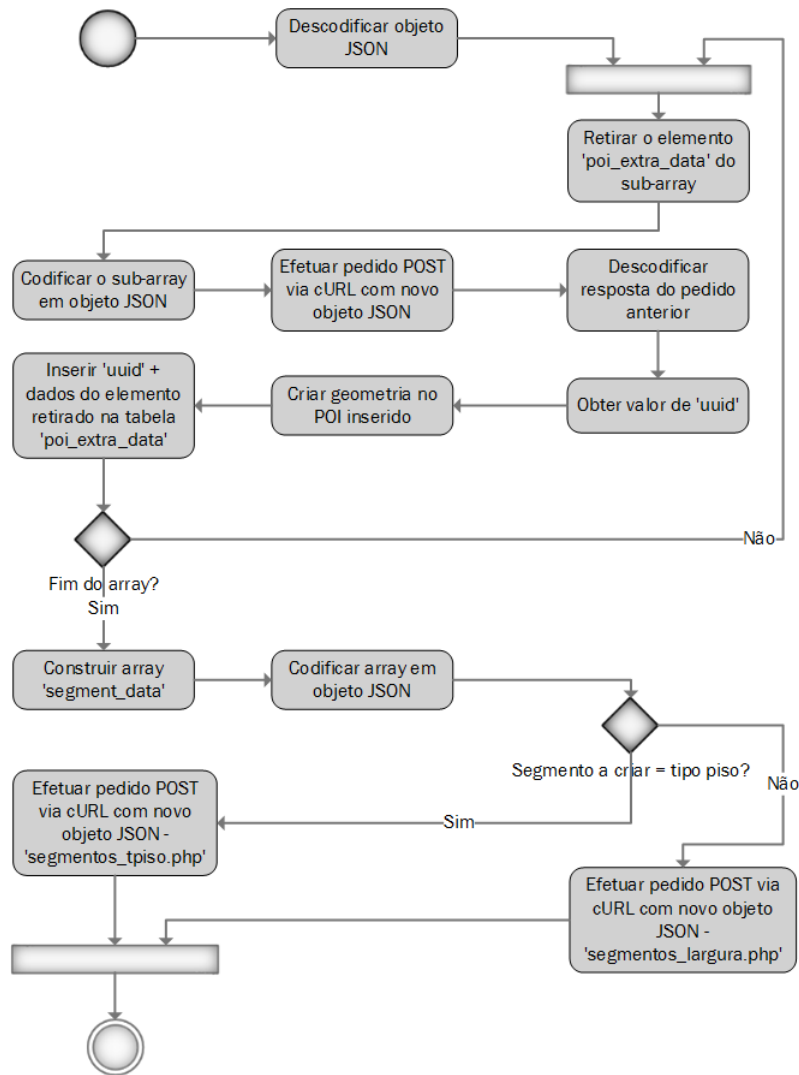 Descodificar objeto
JSON
Retirar o elemento
'poi_extra_data' do
sub-array
Codificar o sub-array
em objeto JSON
Efetuar pedido POST
via cURL com novo
objeto JSON
Descodificar
resposta do pedido
anterior
Inserir 'uuid' +
dados do elemento
retirado na tabela
'poi_extra_data'
Criar geometria no
POI inserido
Obter valor de 'uuid'
Não
Fim do array?
Sim
Construir array
'segment_data'
Codificar array em
objeto JSON
Segmento a criar = tipo piso?
Não
Sim
Efetuar pedido POST
via cURL com novo
objeto JSON -
'segmentos_tpiso.php'
Efetuar pedido POST via
cURL com novo objeto
JSON -
'segmentos_largura.php'